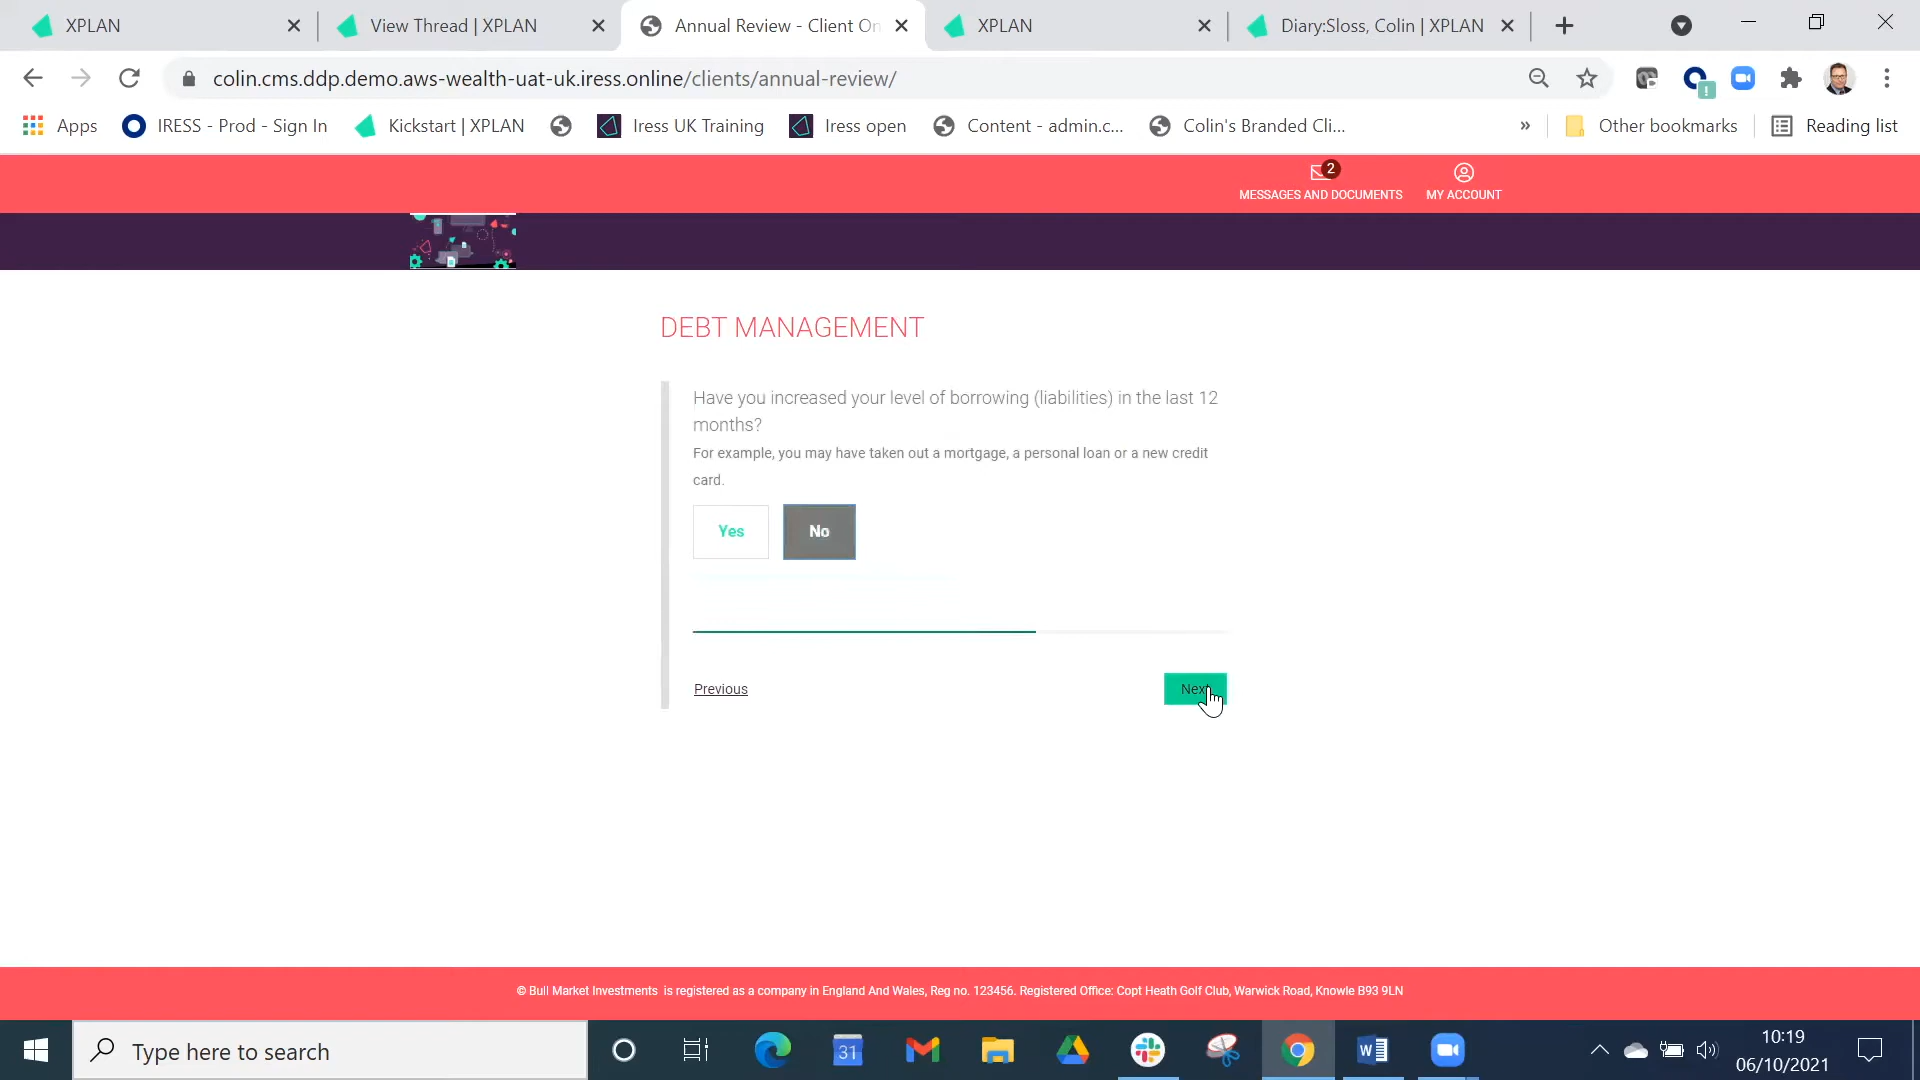 XPLAN
View Thread | XPLAN
Annual Review - Client On
XPLAN
Diary:Sloss, Colin | XPLAN
colin.cms.ddp.demo.aws-wealth-uat-uk.iress.online/clients/annual-review/
Apps
IRESS - Prod - Sign In
Kickstart | XPLAN
Iress UK Training
Iress open
Content - admin.c...
Colin's Branded Cli...
»
Other bookmarks
Reading list
2
MESSAGES AND DOCUMENTS
MY ACCOUNT
DEBT MANAGEMENT
Have you increased your level of borrowing (liabilities) in the last 12
months?
For example, you may have taken out a mortgage, a personal loan or a new credit
card.
Yes
No
Previous
Next
© Bull Market Investments is registered as a company in England And Wales, Reg no. 123456. Registered Office: Copt Heath Golf Club, Warwick Road, Knowle B93 9LN
Type here to search
31
10:19
06/10/2021